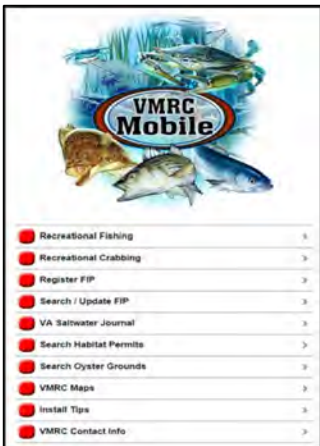 VMRC
Mobile
Recreational Fishing
Recreational Crabbing
Register FIP
Search / Update FIP
VA Saltwater Journal
Search Habitat Permits
Search Oyster Grounds
VMRC Maps
Install Tips
VMRC Contact Info